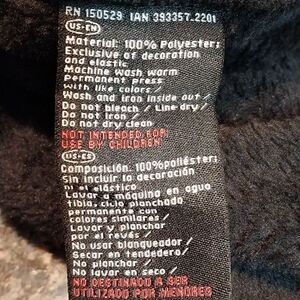 RN 150529 IAN 393357.2201
US-EN
Material: 100% Polyester;
Exclusive of decoration
and elastic
Machine Wash warm
Permanent press
with like colors/
Wash and iron inside out/
Do not bleach / Line dry/
Do not iron /
Do not dry clean
NOT INTENDED FOR
USE BY CHILDREN
US-ES
Composición: 100%poliéster;
Sin incluir la decoración
ni el elástico
Lavar a máquina en agua
tibia, ciclo planchado
permanente con
colores similares /
Lavar y planchar
por el revés /
No usar blanqueador/
Secar en tendedero/
No planchar /
No lavar en seco /
NO DESTINADO A SER
UTILIZADO POR MENORES